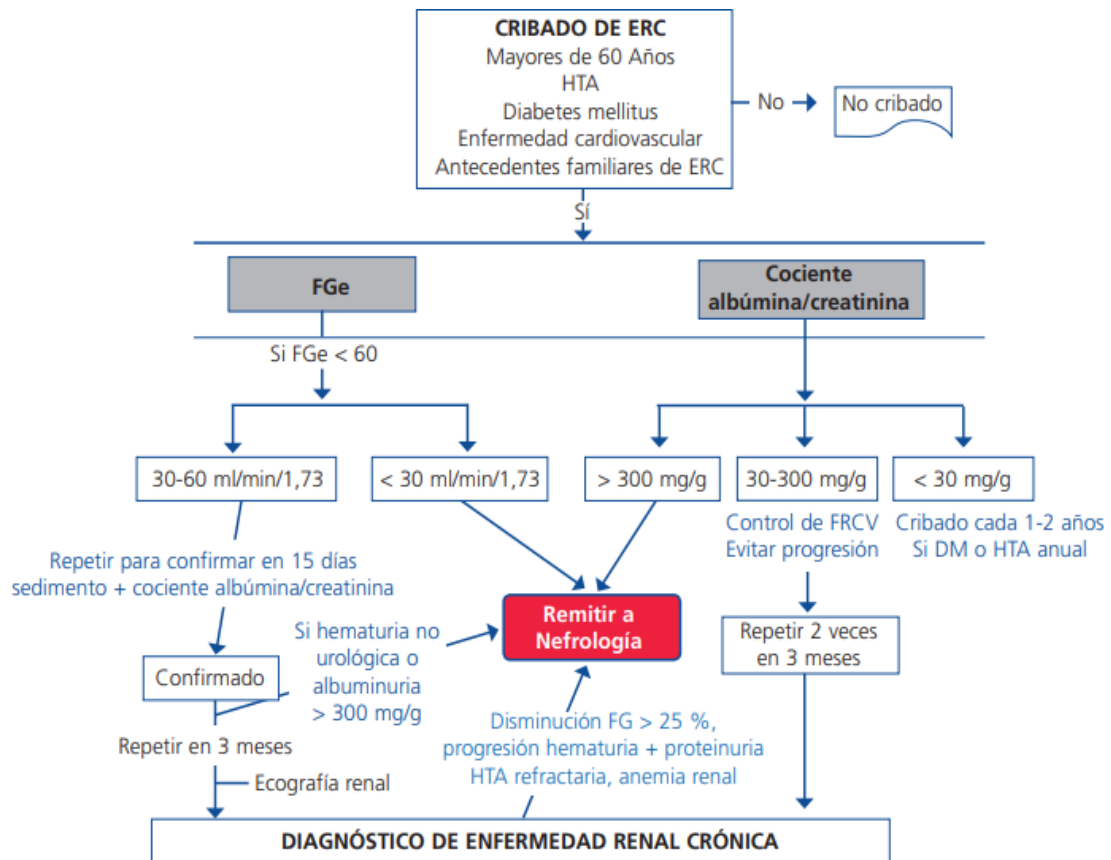 CRIBADO DE ERC
Mayores de 60 Años
HTA
Diabetes mellitus
Enfermedad cardiovascular
Antecedentes familiares de ERC
No
No cribado
Sí
FGe
Cociente
albúmina/creatinina
Si FGe < 60
30-60 ml/min/1,73
< 30 ml/min/1,73
> 300 mg/g
30-300 mg/g
< 30 mg/g
Repetir para confirmar en 15 días
sedimento + cociente albúmina/creatinina
Control de FRCV
Evitar progresión
Cribado cada 1-2 años
Si DM o HTA anual
Remitir a
Nefrología
Si hematuria no
urológica o
albuminuria
> 300 mg/g
Repetir 2 veces
en 3 meses
Confirmado
Repetir en 3 meses
Ecografía renal
Disminución FG > 25 %,
progresión hematuria + proteinuria
HTA refractaria, anemia renal
DIAGNÓSTICO DE ENFERMEDAD RENAL CRÓNICA